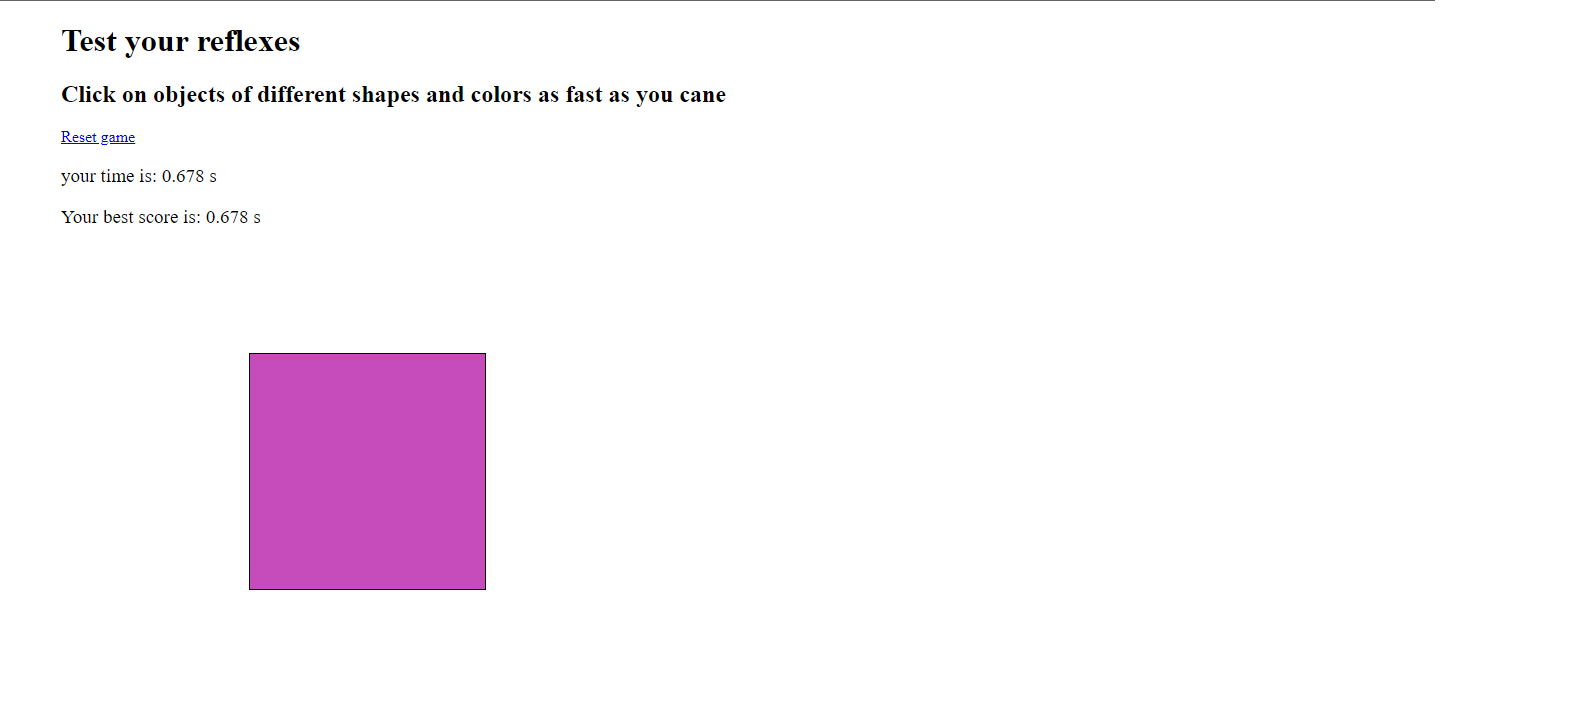 Test your reflexes
Click on objects of different shapes and colors as fast as you cane
Reset game
your time is: 0.678 s
Your best score is: 0.678 s